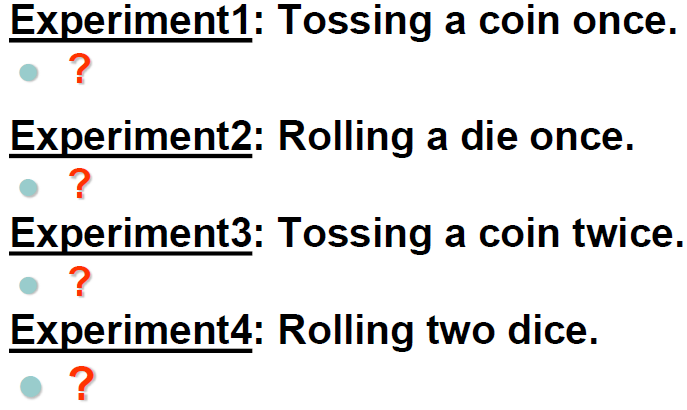 Experiment1: Tossing a coin once.
• ?
Experiment2: Rolling a die once.
• ?
Experiment3: Tossing a coin twice.
• ?
Experiment4: Rolling two dice.
• ?